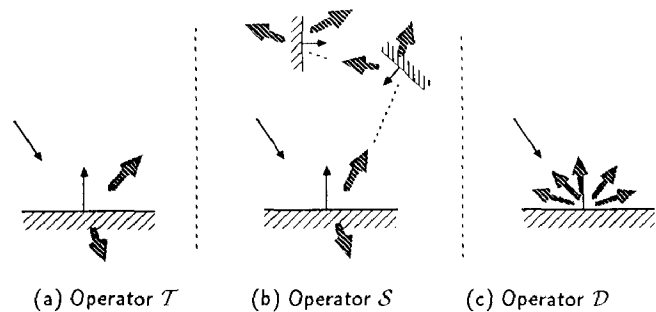 (a) Operator 𝒯 (b) Operator 𝒮 (c) Operator 𝒟